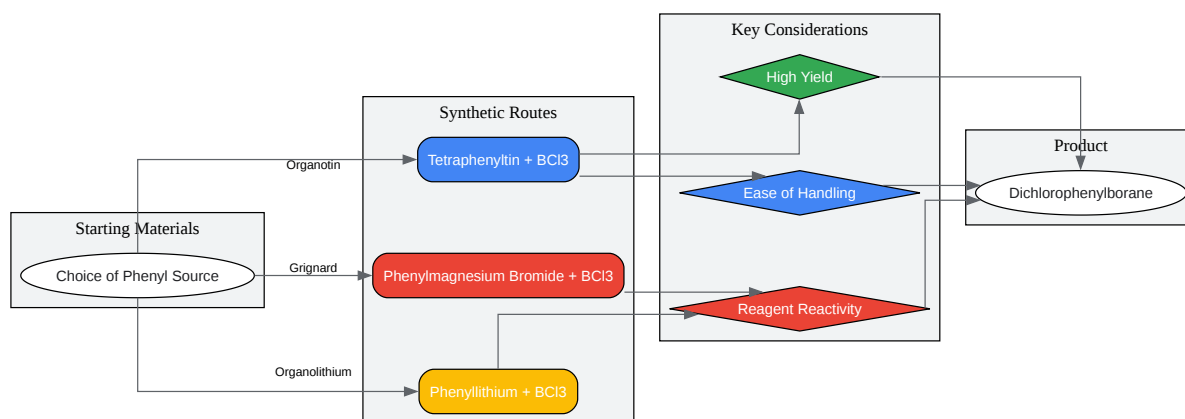 Starting Materials
Choice of Phenyl Source
Organotin
Grignard
Organolithium
Synthetic Routes
Tetraphenyltin + BCl3
Phenylmagnesium Bromide + BCl3
Phenyllithium + BCl3
Key Considerations
High Yield
Ease of Handling
Reagent Reactivity
Product
Dichlorophenylborane